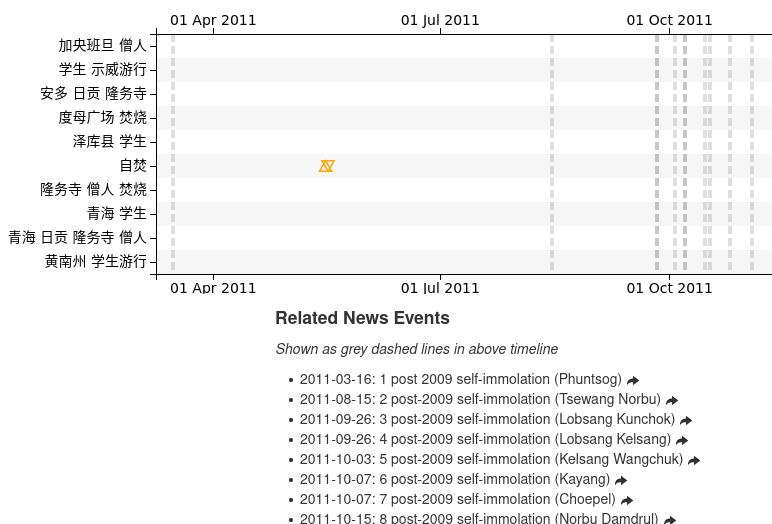 01 Apr 2011 01 Jul 2011 01 Oct 2011
加央班旦 僧人
学生 示威游行
安多 日贡 隆务寺
度母广场 焚烧
泽库县 学生
自焚
隆务寺 僧人 焚烧
青海 学生
青海 日贡 隆务寺 僧人
黄南州 学生游行
01 Apr 2011 01 Jul 2011 01 Oct 2011
Related News Events
Shown as grey dashed lines in above timeline
• 2011-03-16: 1 post 2009 self-immolation (Phuntsog)
• 2011-08-15: 2 post-2009 self-immolation (Tsewang Norbu)
• 2011-09-26: 3 post-2009 self-immolation (Lobsang Kunchok)
• 2011-09-26: 4 post-2009 self-immolation (Lobsang Kelsang)
• 2011-10-03: 5 post-2009 self-immolation (Kelsang Wangchuk)
• 2011-10-07: 6 post-2009 self-immolation (Kayang)
• 2011-10-07: 7 post-2009 self-immolation (Choepel)
• 2011-10-15: 8 post-2009 self-immolation (Norbu Damdrul)